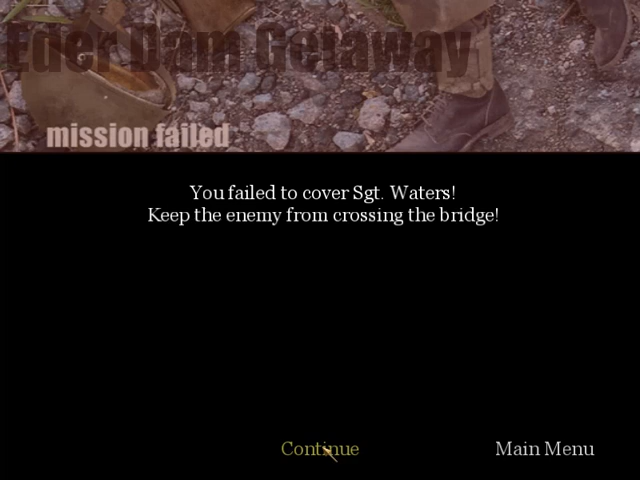 Eder Dam Getaway
mission failed
You failed to cover Sgt. Waters!
Keep the enemy from crossing the bridge!
Continue
Main Menu